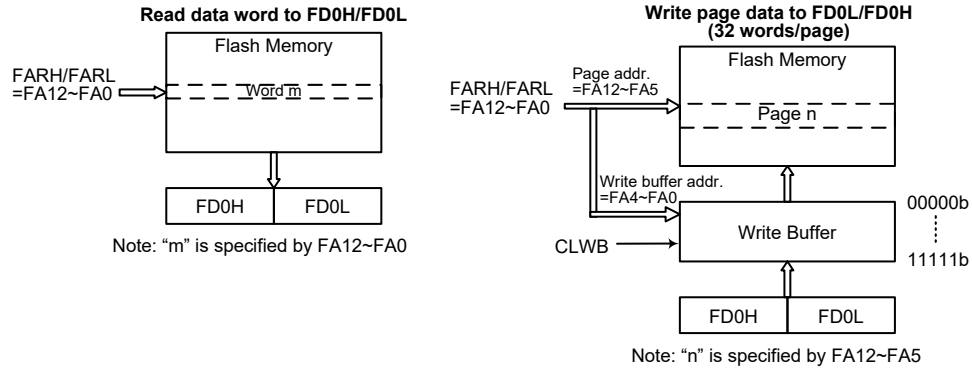 Read data word to FD0H/FD0L
Flash Memory
FARH/FARL
=FA12~FA0
Word m
FD0H
FD0L
Note: “m” is specified by FA12~FA0
Write page data to FD0L/FD0H
(32 words/page)
Flash Memory
FARH/FARL
=FA12~FA0
Page addr.
=FA12~FA5
Page n
Write buffer addr.
=FA4~FA0
CLWB
Write Buffer
00000b
11111b
FD0H
FD0L
Note: “n” is specified by FA12~FA5